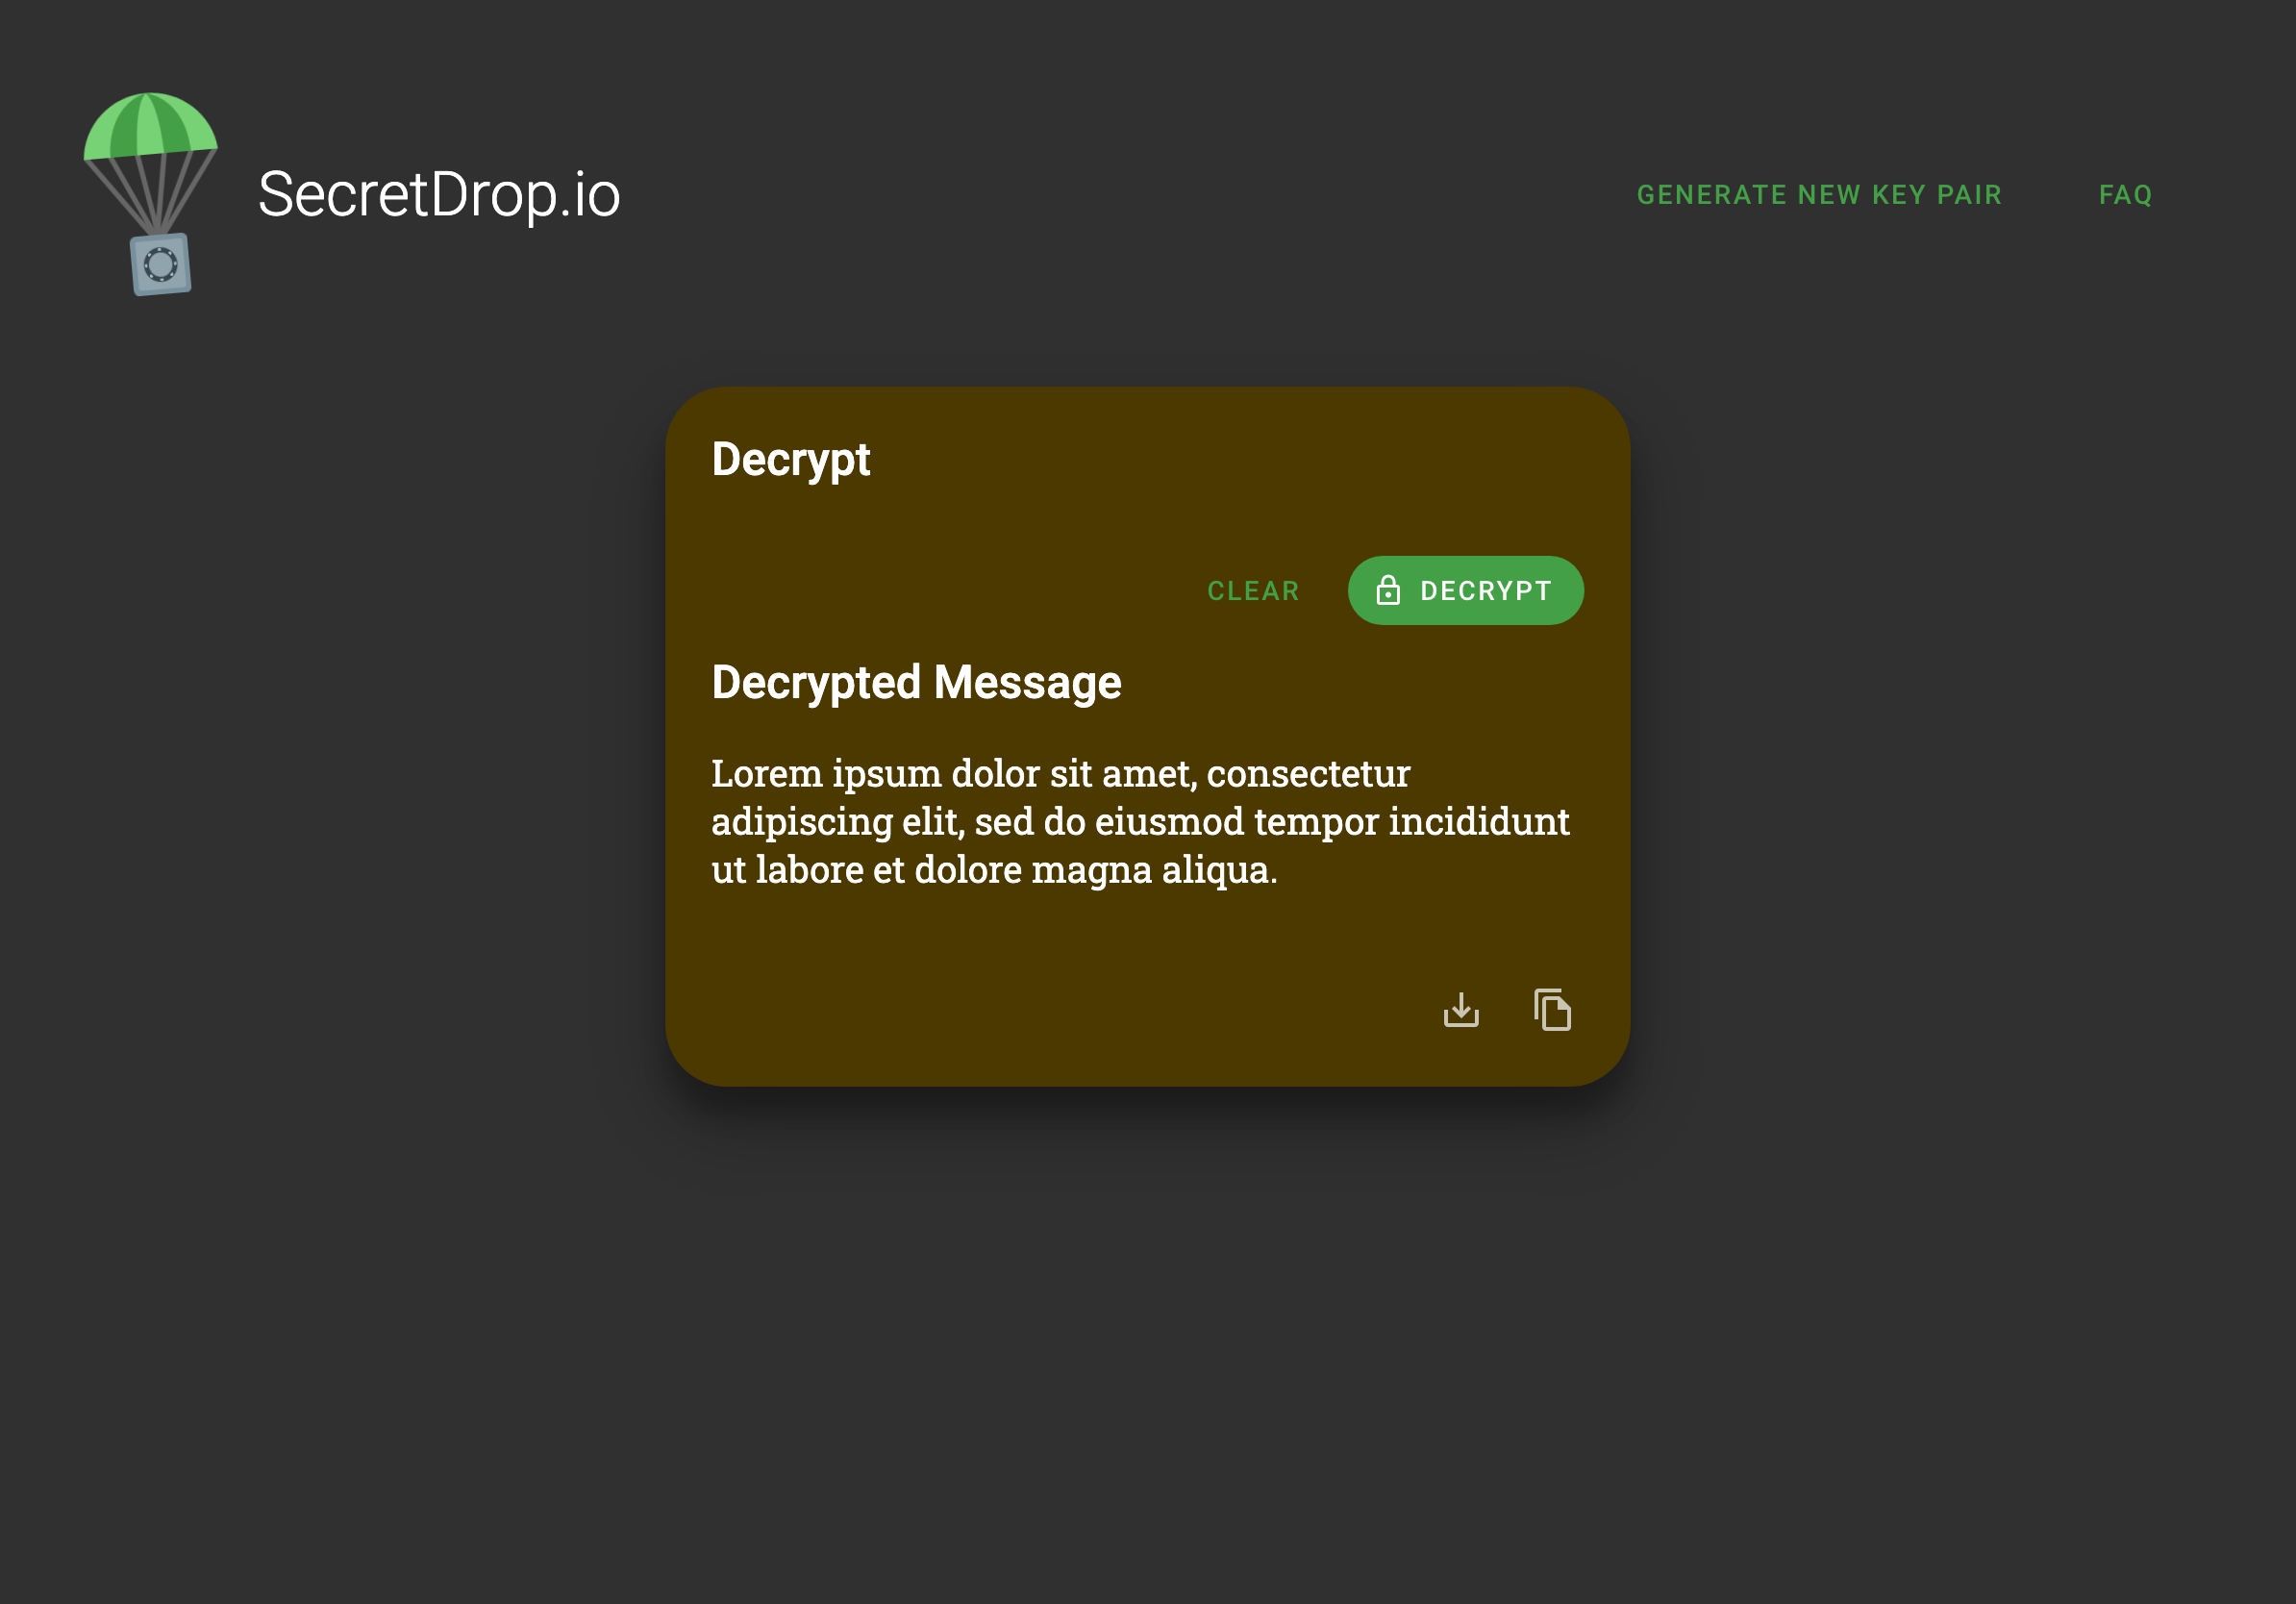 SecretDrop.io
GENERATE NEW KEY PAIR
FAQ
Decrypt
CLEAR
DECRYPT
Decrypted Message
Lorem ipsum dolor sit amet, consectetur
adipiscing elit, sed do eiusmod tempor incididunt
ut labore et dolore magna aliqua.